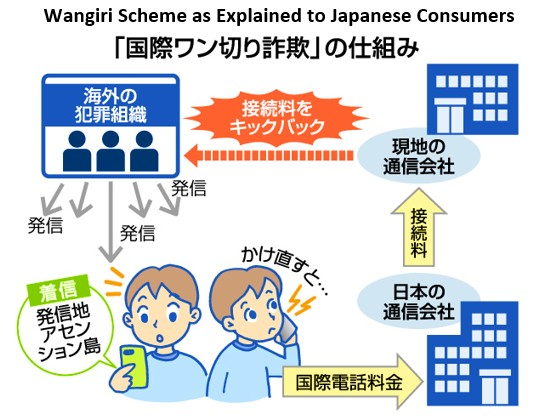 Wangiri Scheme as Explained to Japanese Consumers
「国際ワン切り詐欺」の仕組み
海外の
犯罪組織
接続料を
キックバック
現地の
通信会社
発信
発信
発信
接続料
かけ直すと…
着信
発信地
アセン
ション島
日本の
通信会社
国際電話料金